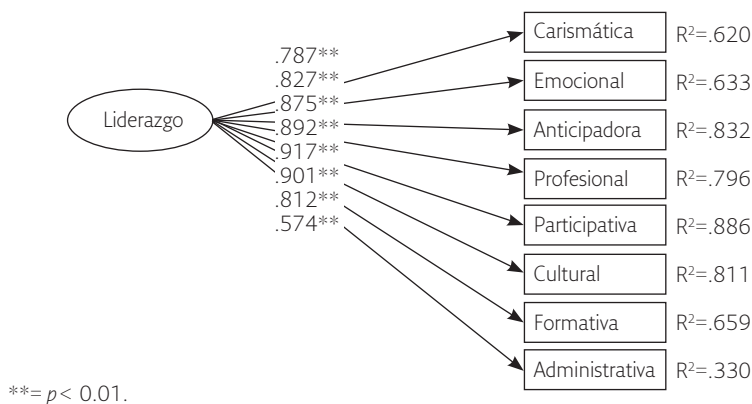 Liderazgo
.787**
.827**
.875**
.892**
.917**
.901**
.812**
.574**
Carismática R²=.620
Emocional R²=.633
Anticipadora R²=.832
Profesional R²=.796
Participativa R²=.886
Cultural R²=.811
Formativa R²=.659
Administrativa R²=.330
**= p< 0.01.